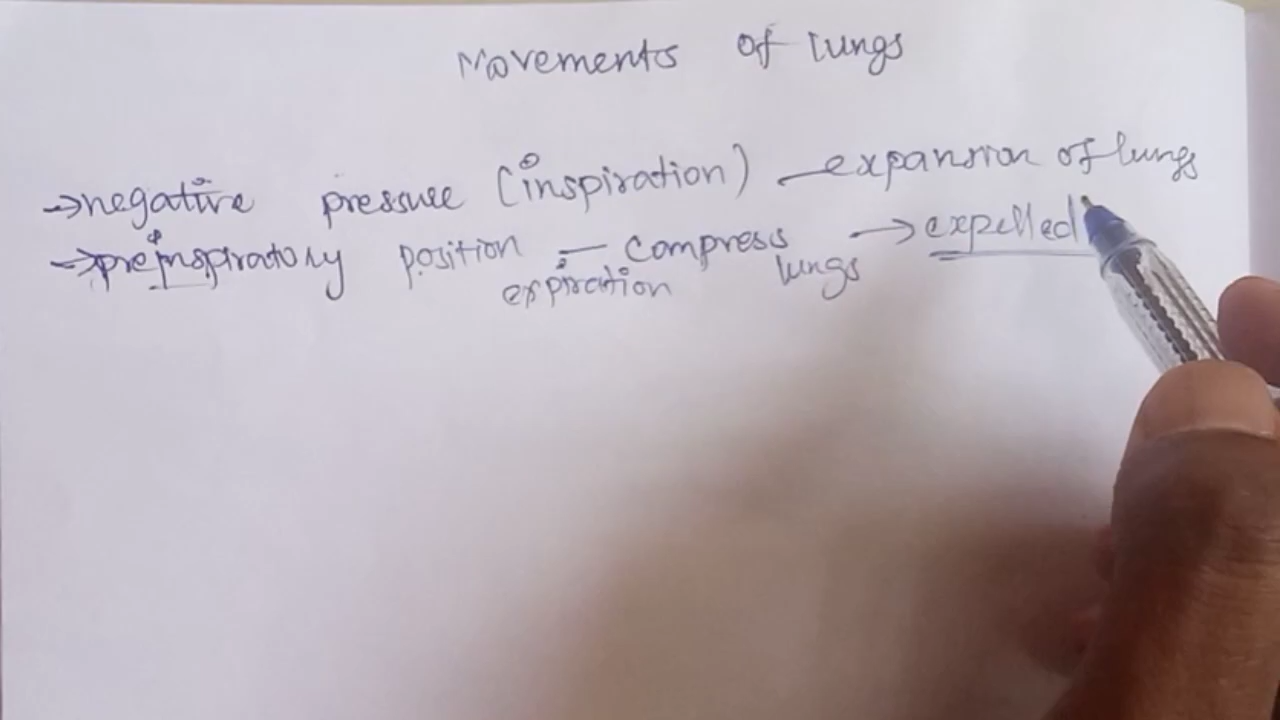 Movements of lungs
→negative pressure (inspiration) — expansion of lungs
→preinspiratory position — compress → expelled
expiration lungs